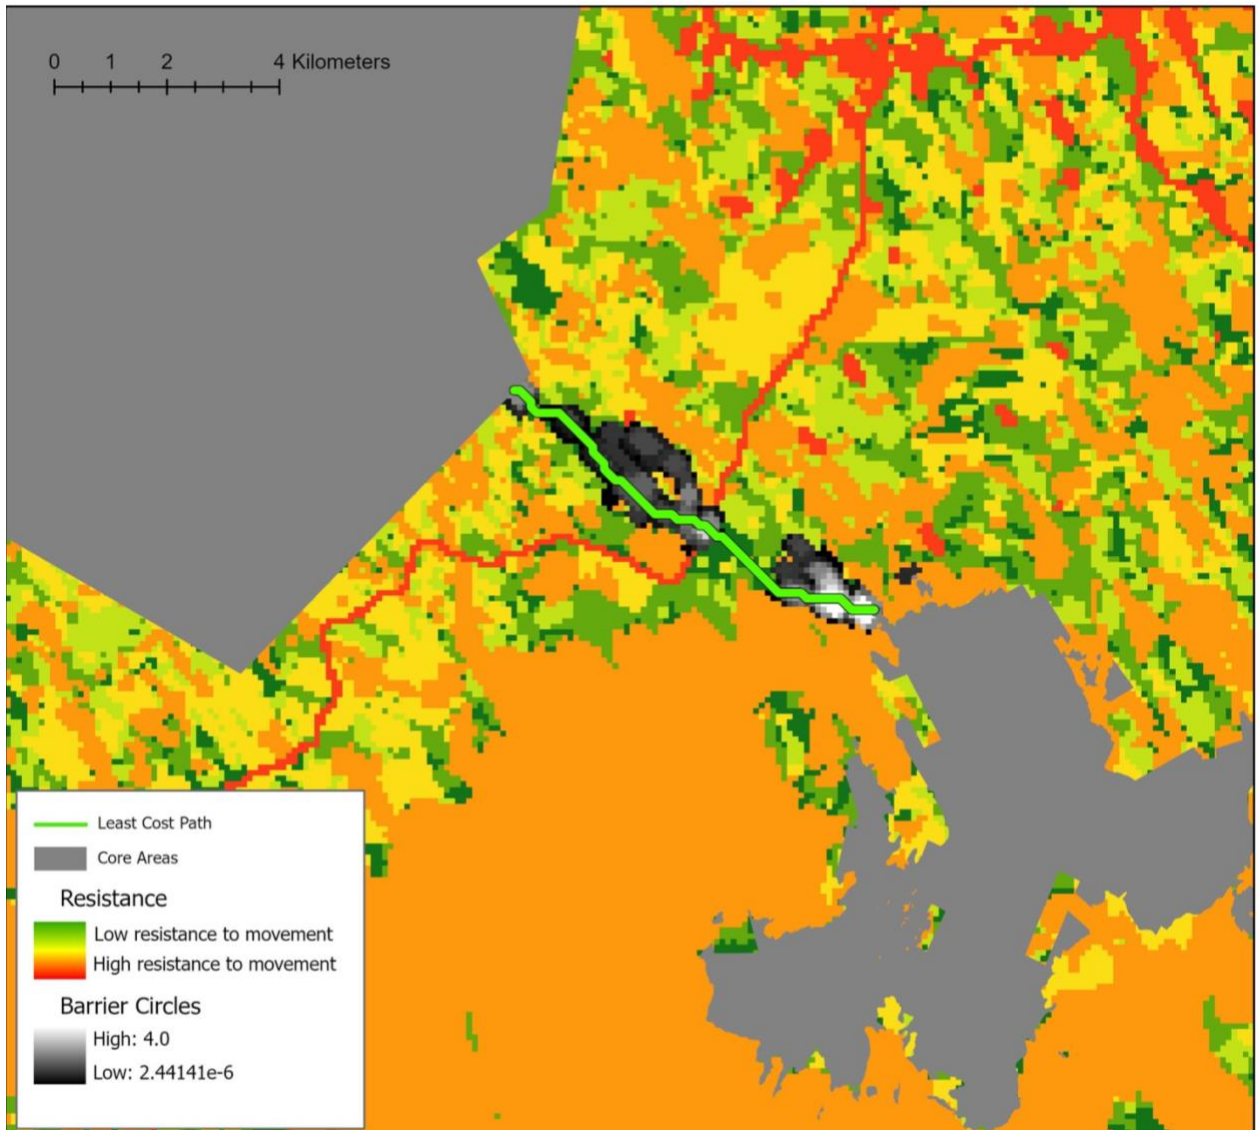 0 1 2 4 Kilometers
Least Cost Path
Core Areas
Resistance
Low resistance to movement
High resistance to movement
Barrier Circles
High: 4.0
Low: 2.44141e-6